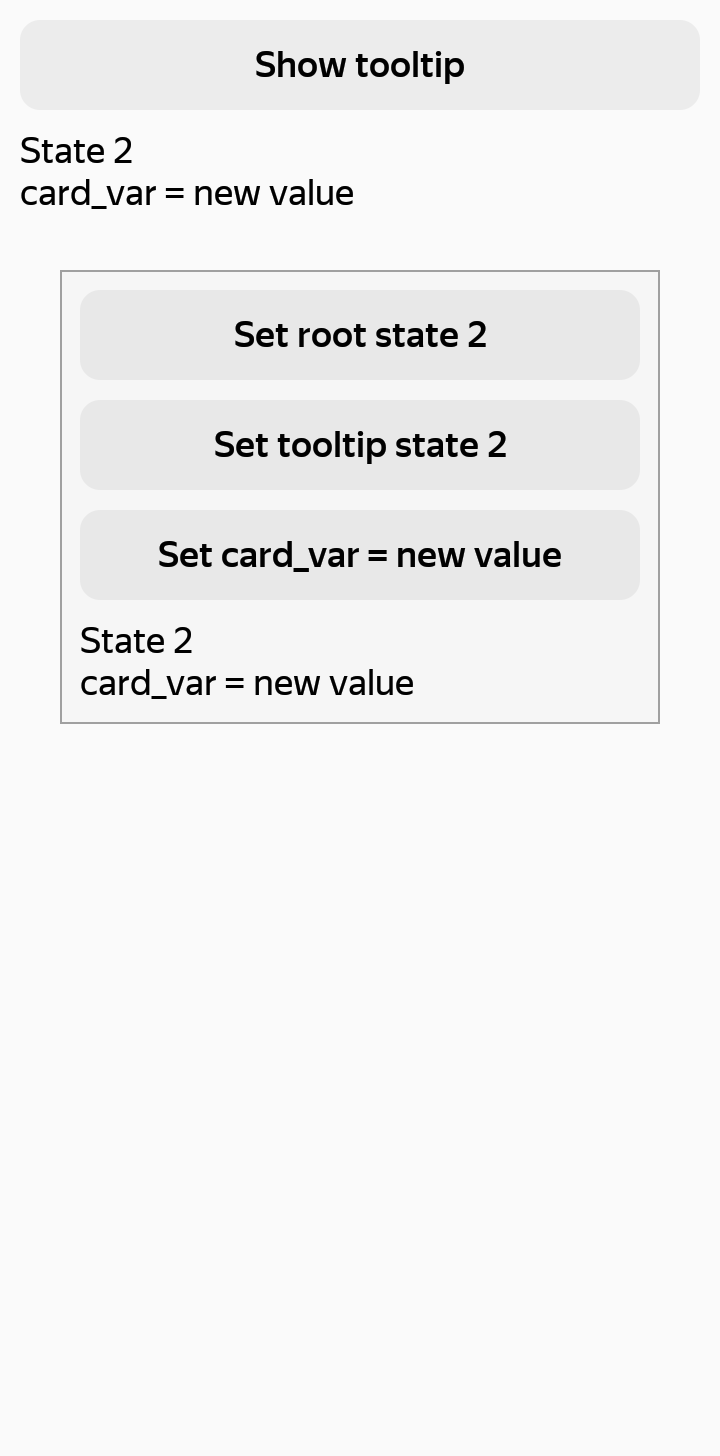 Show tooltip
State 2
card_var = new value
Set root state 2
Set tooltip state 2
Set card_var = new value
State 2
card_var = new value